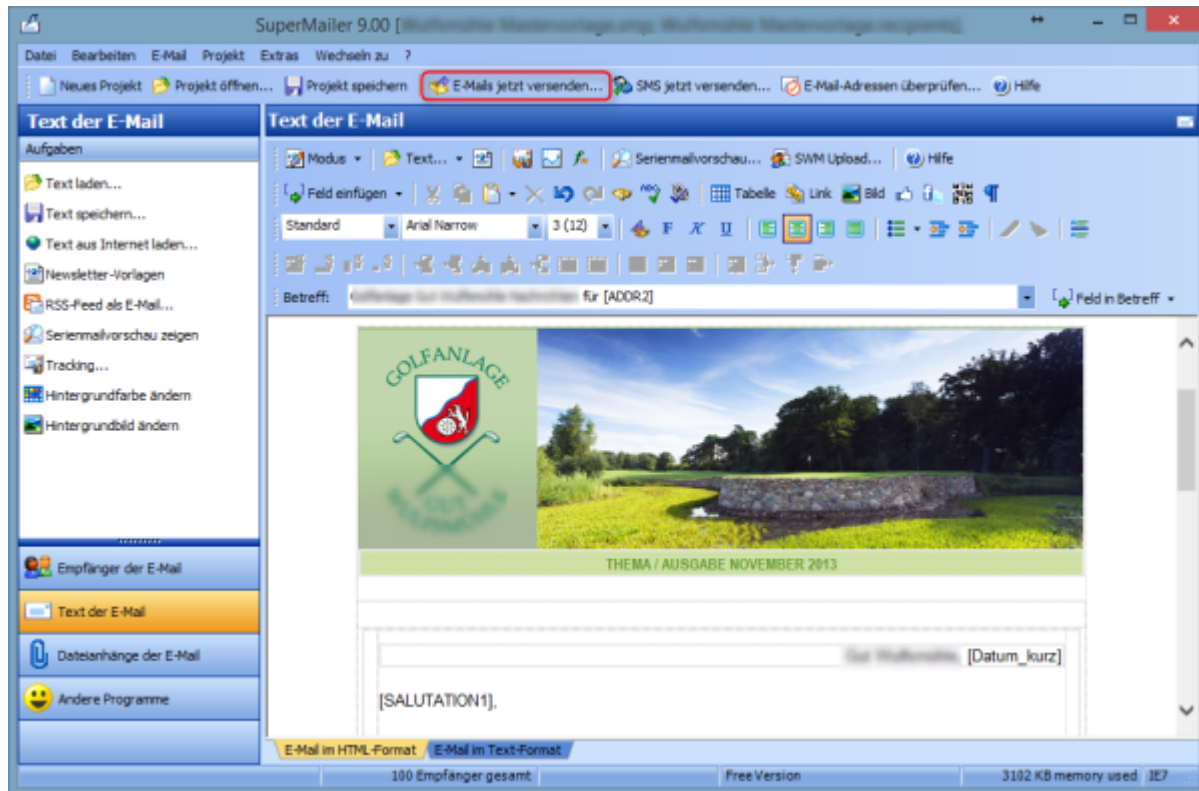 SuperMailer 9.00 [
Datei Bearbeiten E-Mail Projekt Extras Wechseln zu ?
Neues Projekt Projekt öffnen... Projekt speichern E-Mails jetzt versenden... SMS jetzt versenden... E-Mail-Adressen überprüfen... Hilfe
Text der E-Mail
Aufgaben
Text laden...
Text speichern...
Text aus Internet laden...
Newsletter-Vorlagen
RSS-Feed als E-Mail...
Serienmailvorschau zeigen
Tracking...
Hintergrundfarbe ändern
Hintergrundbild ändern
Empfänger der E-Mail
Text der E-Mail
Dateianhänge der E-Mail
Andere Programme
Text der E-Mail
Modus Text... Serienmailvorschau... SWM Upload... Hilfe
Feld einfügen Tabelle Link Bild
Standard Arial Narrow 3 (12) F K U
Betreff: für [ADDR2] Feld in Betreff
GOLFANLAGE
THEMA / AUSGABE NOVEMBER 2013
[Datum_kurz]
[SALUTATION1],
E-Mail im HTML-Format E-Mail im Text-Format
100 Empfänger gesamt Free Version 3102 KB memory used IE7